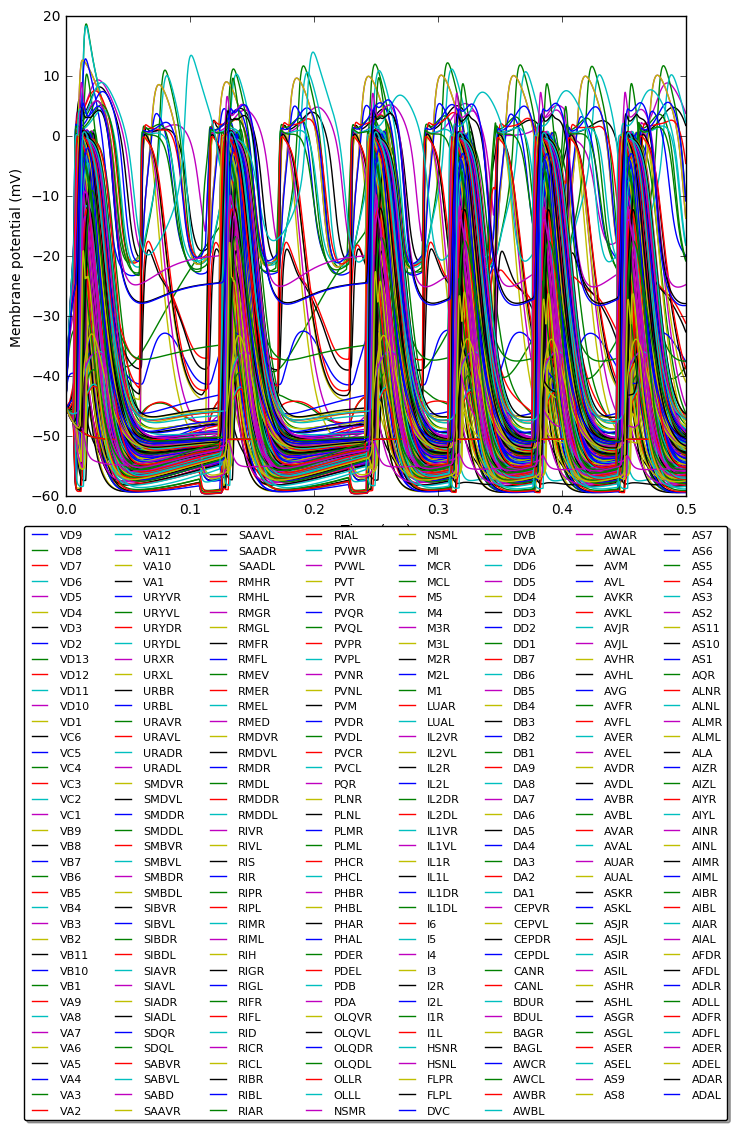 20
10
0
−10
−20
−30
−40
−50
−60
Membrane potential (mV)
0.0 0.1 0.2 0.3 0.4 0.5
VD9
VD8
VD7
VD6
VD5
VD4
VD3
VD2
VD13
VD12
VD11
VD10
VD1
VC6
VC5
VC4
VC3
VC2
VC1
VB9
VB8
VB7
VB6
VB5
VB4
VB3
VB2
VB11
VB10
VB1
VA9
VA8
VA7
VA6
VA5
VA4
VA3
VA2
VA12
VA11
VA10
VA1
URYVR
URYVL
URYDR
URYDL
URXR
URXL
URBR
URBL
URAVR
URAVL
URADR
URADL
SMDVR
SMDVL
SMDDR
SMDDL
SMBVR
SMBVL
SMBDR
SMBDL
SIBVR
SIBVL
SIBDR
SIBDL
SIAVR
SIAVL
SIADR
SIADL
SDQR
SDQL
SABVR
SABVL
SABD
SAAVR
SAAVL
SAADR
SAADL
RMHR
RMHL
RMGR
RMGL
RMFR
RMFL
RMEV
RMER
RMEL
RMED
RMDVR
RMDVL
RMDR
RMDL
RMDDR
RMDDL
RIVR
RIVL
RIS
RIR
RIPR
RIPL
RIMR
RIML
RIH
RIGR
RIGL
RIFR
RIFL
RID
RICR
RICL
RIBR
RIBL
RIAR
RIAL
PVWR
PVWL
PVT
PVR
PVQR
PVQL
PVPR
PVPL
PVNR
PVNL
PVM
PVDR
PVDL
PVCR
PVCL
PQR
PLNR
PLNL
PLMR
PLML
PHCR
PHCL
PHBR
PHBL
PHAR
PHAL
PDER
PDEL
PDB
PDA
OLQVR
OLQVL
OLQDR
OLQDL
OLLR
OLLL
NSMR
NSML
MI
MCR
MCL
M5
M4
M3R
M3L
M2R
M2L
M1
LUAR
LUAL
IL2VR
IL2VL
IL2R
IL2L
IL2DR
IL2DL
IL1VR
IL1VL
IL1R
IL1L
IL1DR
IL1DL
I6
I5
I4
I3
I2R
I2L
I1R
I1L
HSNR
HSNL
FLPR
FLPL
DVC
DVB
DVA
DD6
DD5
DD4
DD3
DD2
DD1
DB7
DB6
DB5
DB4
DB3
DB2
DB1
DA9
DA8
DA7
DA6
DA5
DA4
DA3
DA2
DA1
CEPVR
CEPVL
CEPDR
CEPDL
CANR
CANL
BDUR
BDUL
BAGR
BAGL
AWCR
AWCL
AWBR
AWBL
AWAR
AWAL
AVM
AVL
AVKR
AVKL
AVJR
AVJL
AVHR
AVHL
AVG
AVFR
AVFL
AVER
AVEL
AVDR
AVDL
AVBR
AVBL
AVAR
AVAL
AUAR
AUAL
ASKR
ASKL
ASJR
ASJL
ASIR
ASIL
ASHR
ASHL
ASGR
ASGL
ASER
ASEL
AS9
AS8
AS7
AS6
AS5
AS4
AS3
AS2
AS11
AS10
AS1
AQR
ALNR
ALNL
ALMR
ALML
ALA
AIZR
AIZL
AIYR
AIYL
AINR
AINL
AIMR
AIML
AIBR
AIBL
AIAR
AIAL
AFDR
AFDL
ADLR
ADLL
ADFR
ADFL
ADER
ADEL
ADAR
ADAL